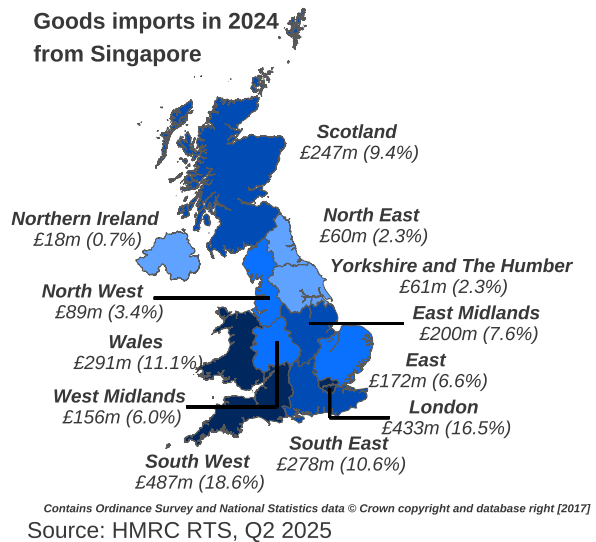 Goods imports in 2024
from Singapore
Scotland
£247m (9.4%)
Northern Ireland
£18m (0.7%)
North East
£60m (2.3%)
Yorkshire and The Humber
£61m (2.3%)
North West
£89m (3.4%)
East Midlands
£200m (7.6%)
Wales
£291m (11.1%)
East
£172m (6.6%)
West Midlands
£156m (6.0%)
London
£433m (16.5%)
South East
£278m (10.6%)
South West
£487m (18.6%)
Contains Ordinance Survey and National Statistics data © Crown copyright and database right [2017]
Source: HMRC RTS, Q2 2025